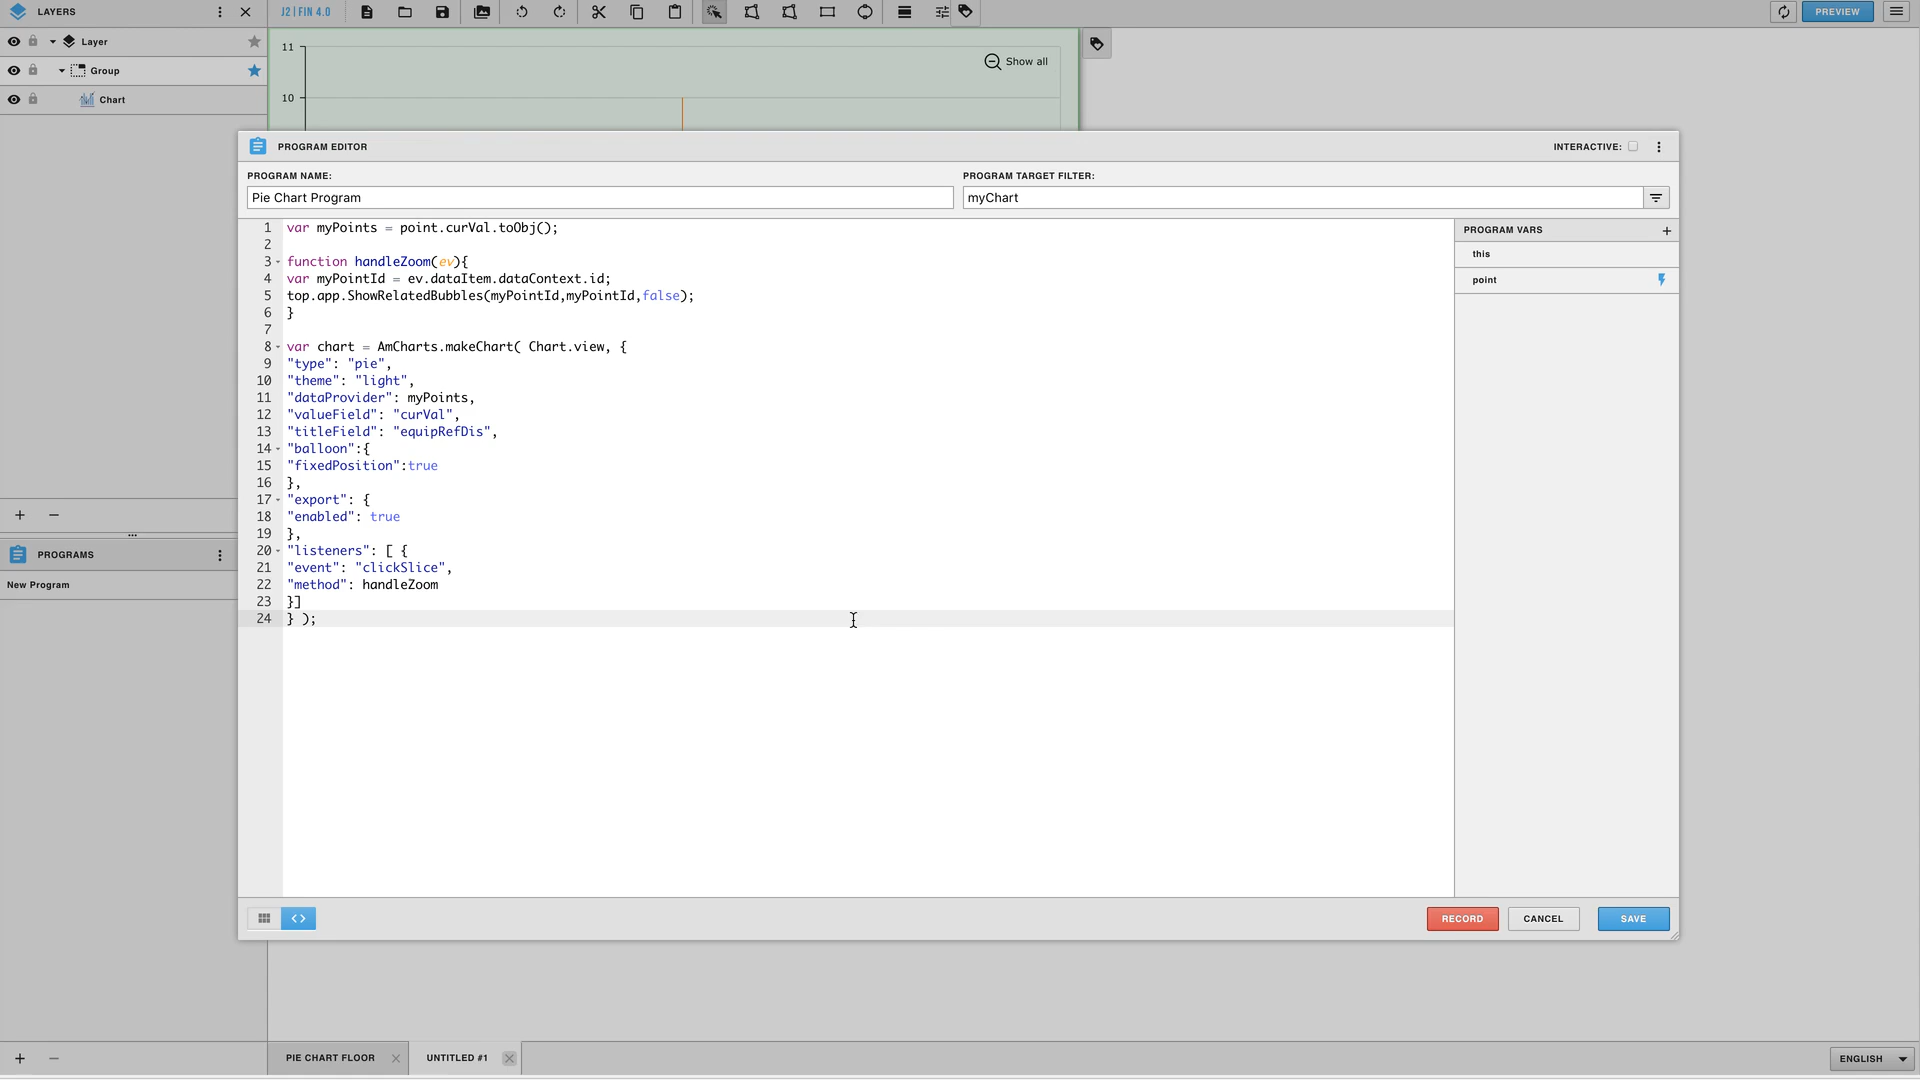 LAYERS
J2 | FIN 4.0
PREVIEW
Layer
Group
Chart
11
10
Show all
PROGRAM EDITOR
INTERACTIVE:
PROGRAM NAME:
PROGRAM TARGET FILTER:
Pie Chart Program
myChart
1 var myPoints = point.curVal.toObj();
2
3 function handleZoom(ev){
4 var myPointId = ev.dataItem.dataContext.id;
5 top.app.ShowRelatedBubbles(myPointId,myPointId,false);
6 }
7
8 var chart = AmCharts.makeChart( Chart.view, {
9 "type": "pie",
10 "theme": "light",
11 "dataProvider": myPoints,
12 "valueField": "curVal",
13 "titleField": "equipRefDis",
14 "balloon":{
15 "fixedPosition":true
16 },
17 "export": {
18 "enabled": true
19 },
20 "listeners": [ {
21 "event": "clickSlice",
22 "method": handleZoom
23 }]
24 } );
PROGRAM VARS
this
point
PROGRAMS
New Program
RECORD
CANCEL
SAVE
PIE CHART FLOOR
UNTITLED #1
ENGLISH